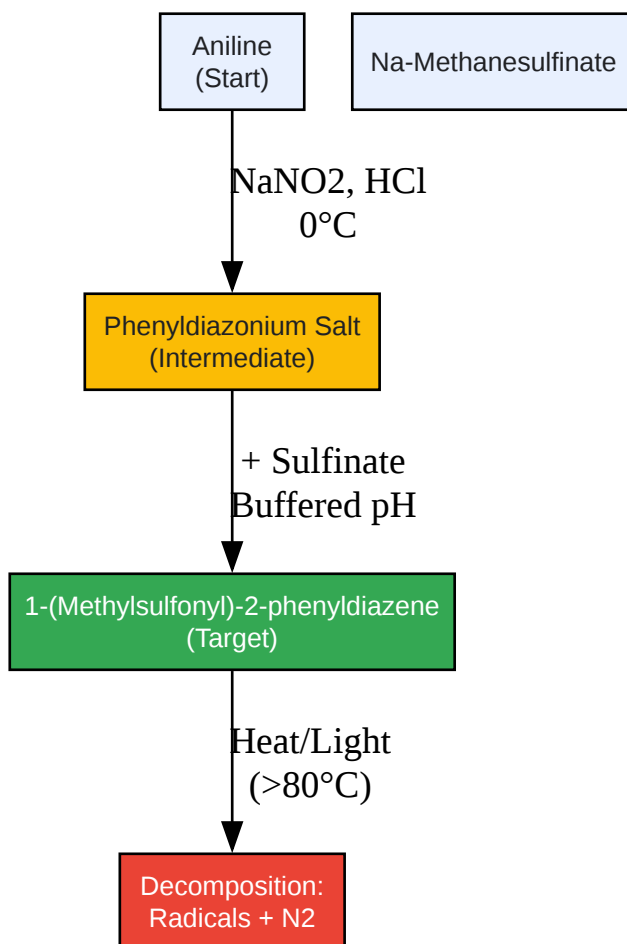 Aniline
(Start)
Na-Methanesulfinate
NaNO2, HCl
0°C
Phenyldiazonium Salt
(Intermediate)
+ Sulfinate
Buffered pH
1-(Methylsulfonyl)-2-phenyldiazene
(Target)
Heat/Light
(>80°C)
Decomposition:
Radicals + N2